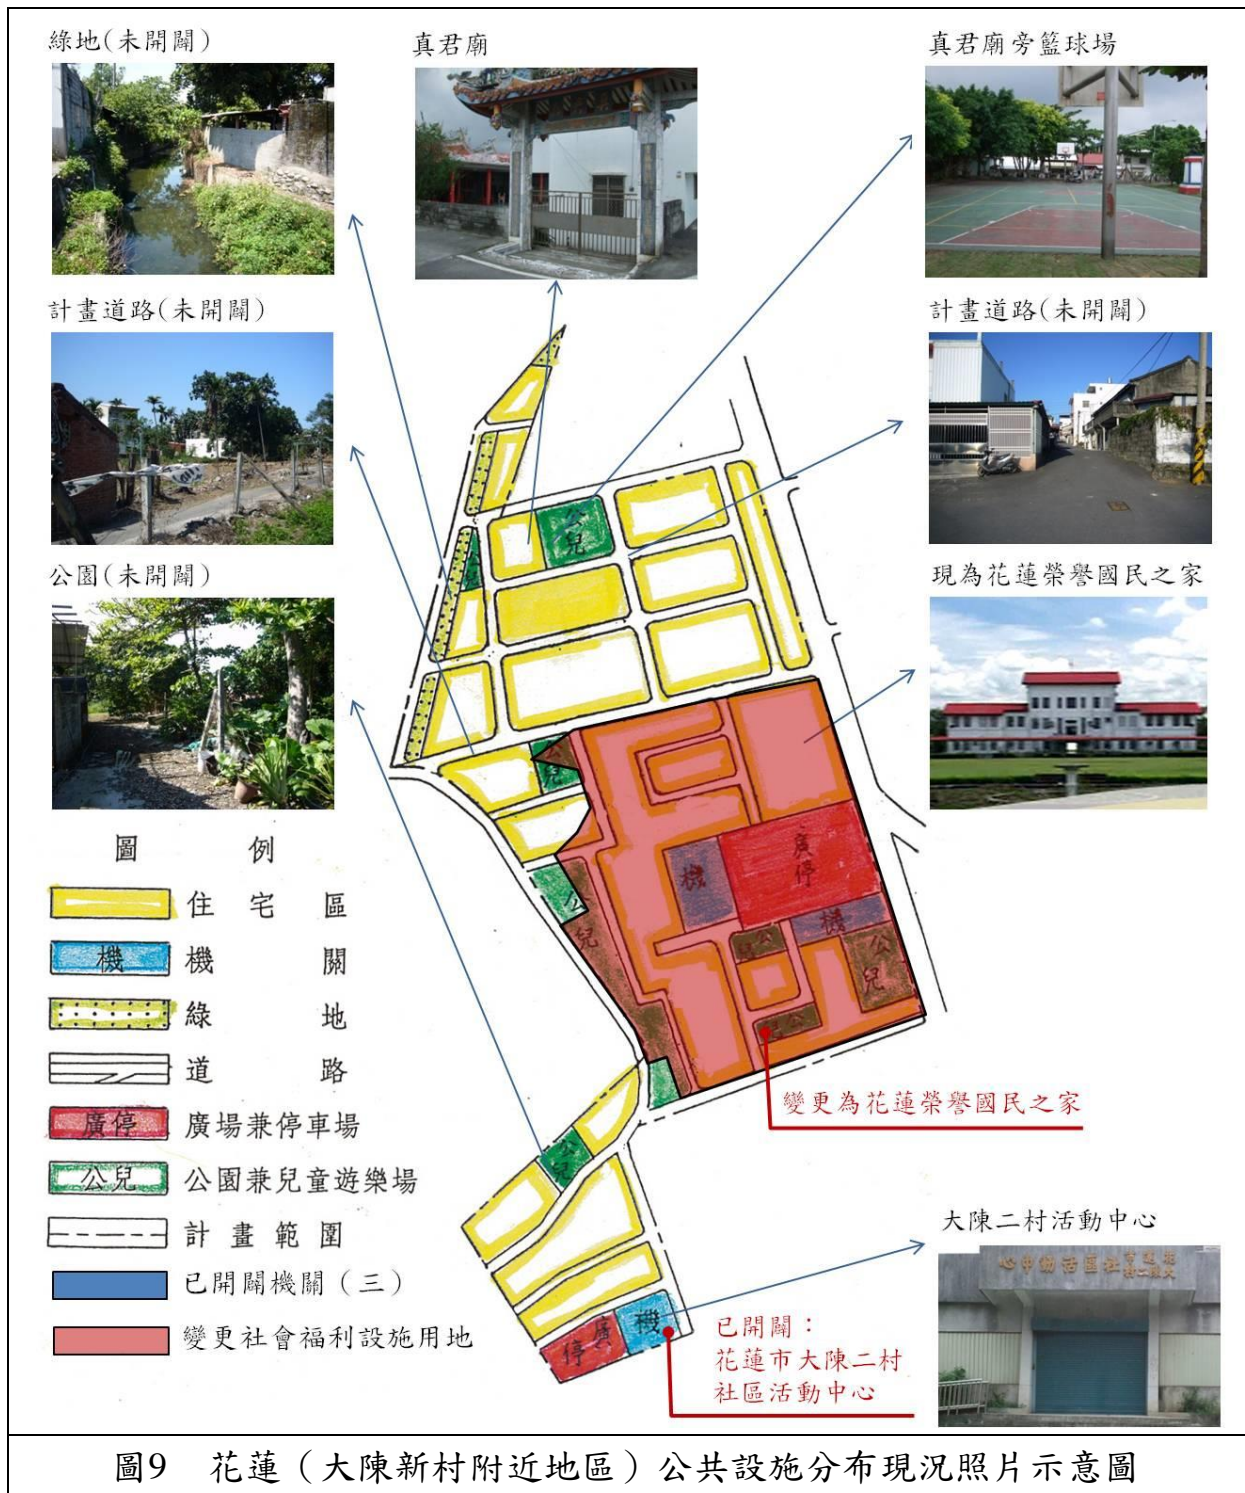 綠地(未開闢)
真君廟
真君廟旁籃球場
計畫道路(未開闢)
計畫道路(未開闢)
公園(未開闢)
現為花蓮榮譽國民之家
公兒
兒
兒
公兒
機
廣停
機
公兒
公兒
公兒
變更為花蓮榮譽國民之家
公兒
廣停
機
圖 例
住宅區
機 機關
綠地
道路
廣停 廣場兼停車場
公兒 公園兼兒童遊樂場
計畫範圍
已開闢機關（三）
變更社會福利設施用地
大陳二村活動中心
心中動活區社
已開闢：
花蓮市大陳二村
社區活動中心
圖9 花蓮（大陳新村附近地區）公共設施分布現況照片示意圖